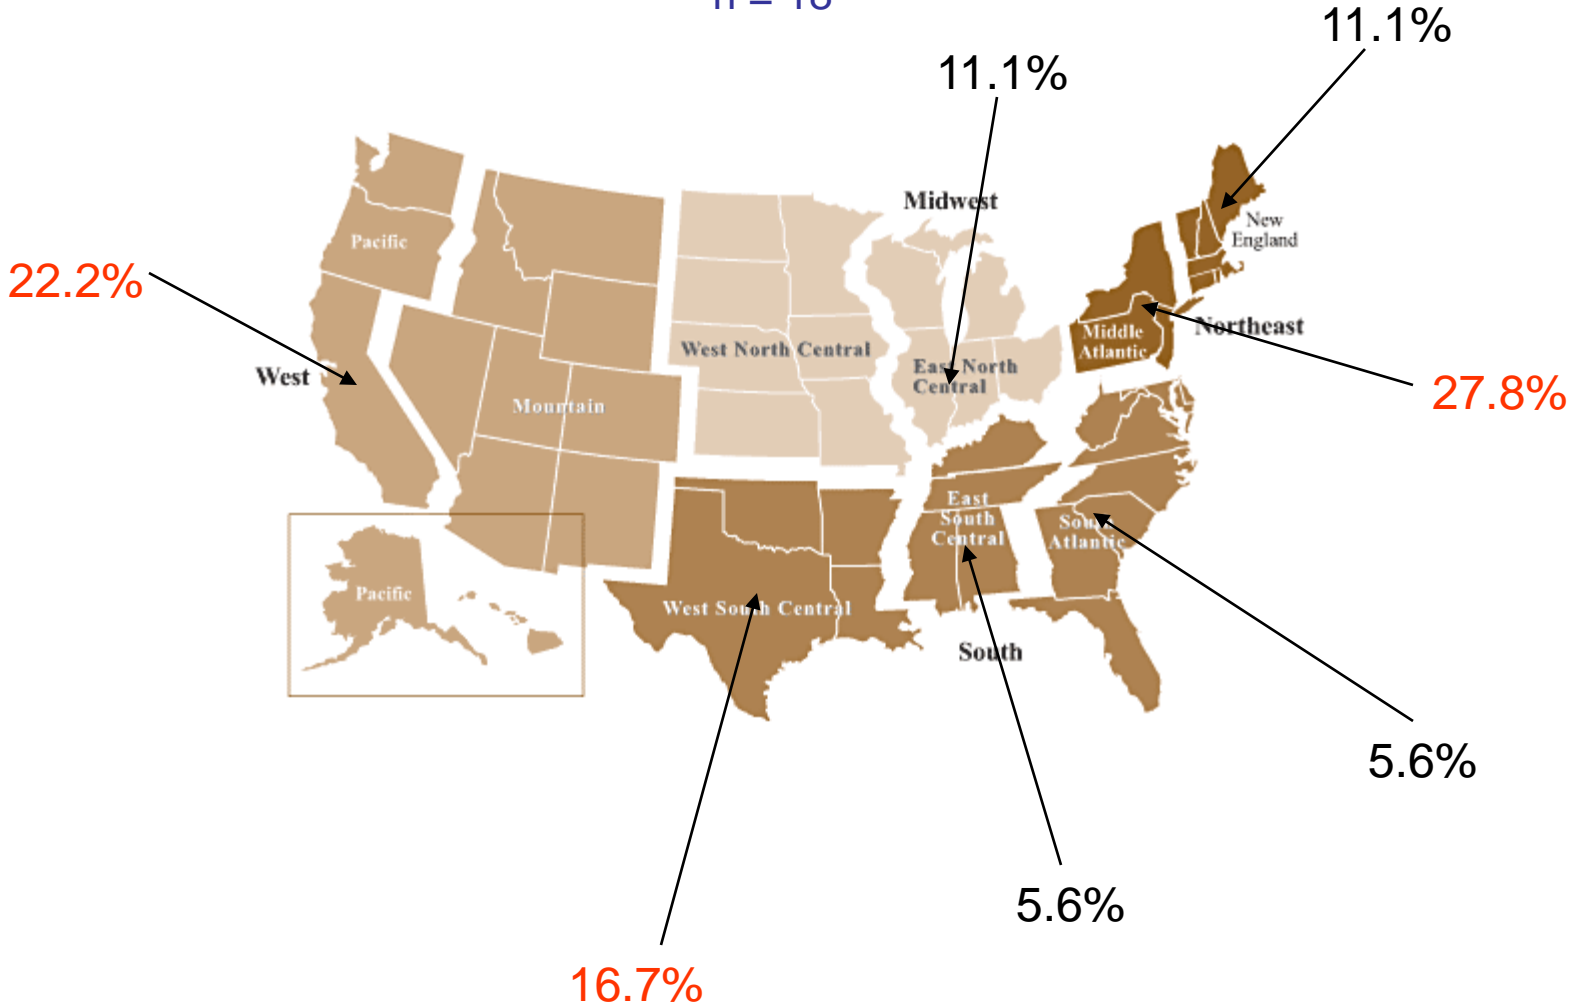 n = 18
11.1%
11.1%
Midwest
New
England
Pacific
22.2%
Northeast
Middle
Atlantic
West North Central
East North
Central
West
27.8%
Mountain
East
South
Central
South
Atlantic
Pacific
West South Central
South
5.6%
5.6%
16.7%